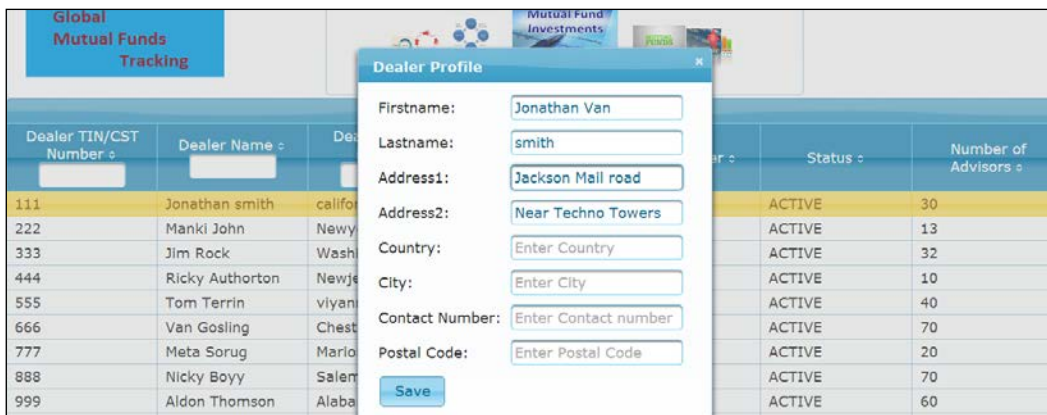 Global
Mutual Funds
Tracking
Mutual Fund
Investments
Dealer Profile
Firstname: Jonathan Van
Lastname: smith
Address1: Jackson Mail road
Address2: Near Techno Towers
Country: Enter Country
City: Enter City
Contact Number: Enter Contact number
Postal Code: Enter Postal Code
Save
Dealer TIN/CST
Number
Dealer Name
Status
Number of
Advisors
111 Jonathan smith ACTIVE 30
222 Manki John ACTIVE 13
333 Jim Rock ACTIVE 32
444 Ricky Authorton ACTIVE 10
555 Tom Terrin ACTIVE 40
666 Van Gosling ACTIVE 70
777 Meta Sorug ACTIVE 20
888 Nicky Boyy ACTIVE 70
999 Aldon Thomson ACTIVE 60